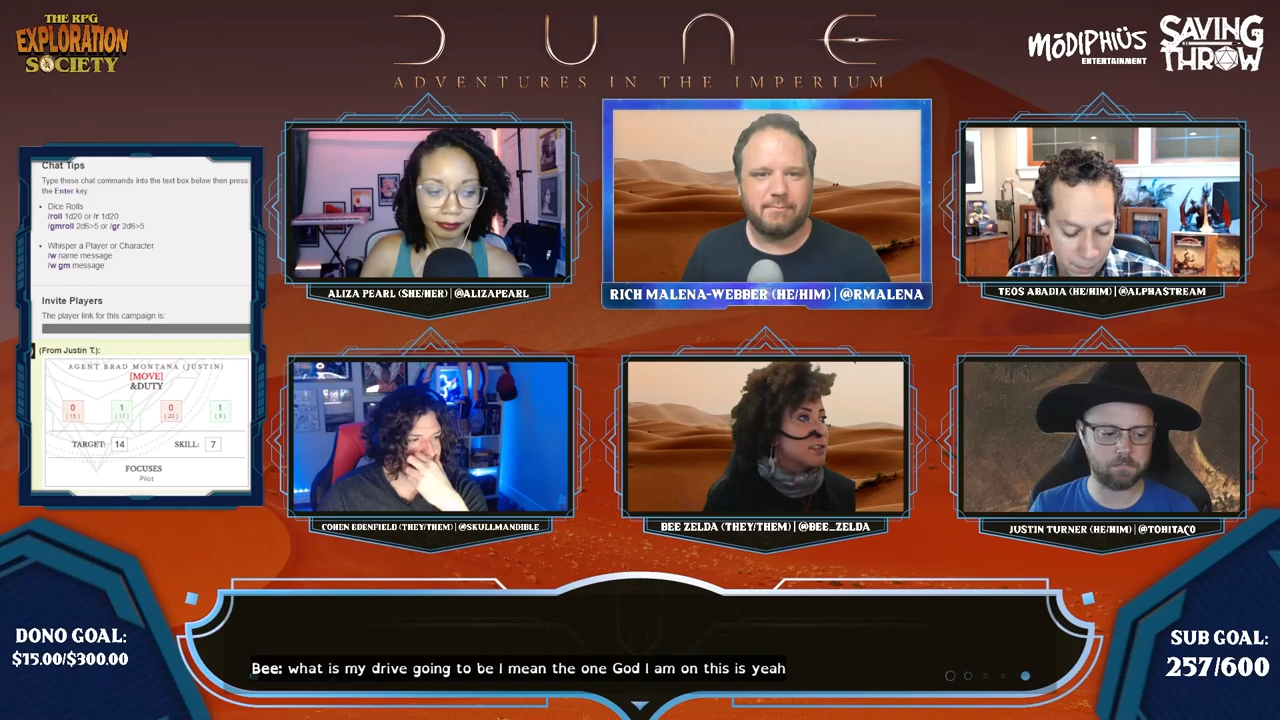 THE RPG
EXPLORATION
SOCIETY
DUNE
ADVENTURES IN THE IMPERIUM
MÖDIPHIÜS
ENTERTAINMENT
SAVING
THROW
Chat Tips
Type these chat commands into the text box below then press
the Enter key.
• Dice Rolls
/roll 1d20 or /r 1d20
/gmroll 2d6>5 or /gr 2d6>5
• Whisper a Player or Character
/w name message
/w gm message
Invite Players
The player link for this campaign is:
(From Justin T.):
AGENT BRAD MONTANA (JUSTIN)
[MOVE]
&DUTY
0 1 0 1
(19) (11) (20) (9)
TARGET: 14 SKILL: 7
FOCUSES
Pilot
ALIZA PEARL (SHE/HER) | @ALIZAPEARL
RICH MALENA-WEBBER (HE/HIM) | @RMALENA
TEOS ABADIA (HE/HIM) | @ALPHASTREAM
COHEN EDENFIELD (THEY/THEM) | @SKULLMANDIBLE
BEE ZELDA (THEY/THEM) | @BEE_ZELDA
JUSTIN TURNER (HE/HIM) | @TOHITACO
DONO GOAL:
$15.00/$300.00
Bee: what is my drive going to be I mean the one God I am on this is yeah
SUB GOAL:
257/600